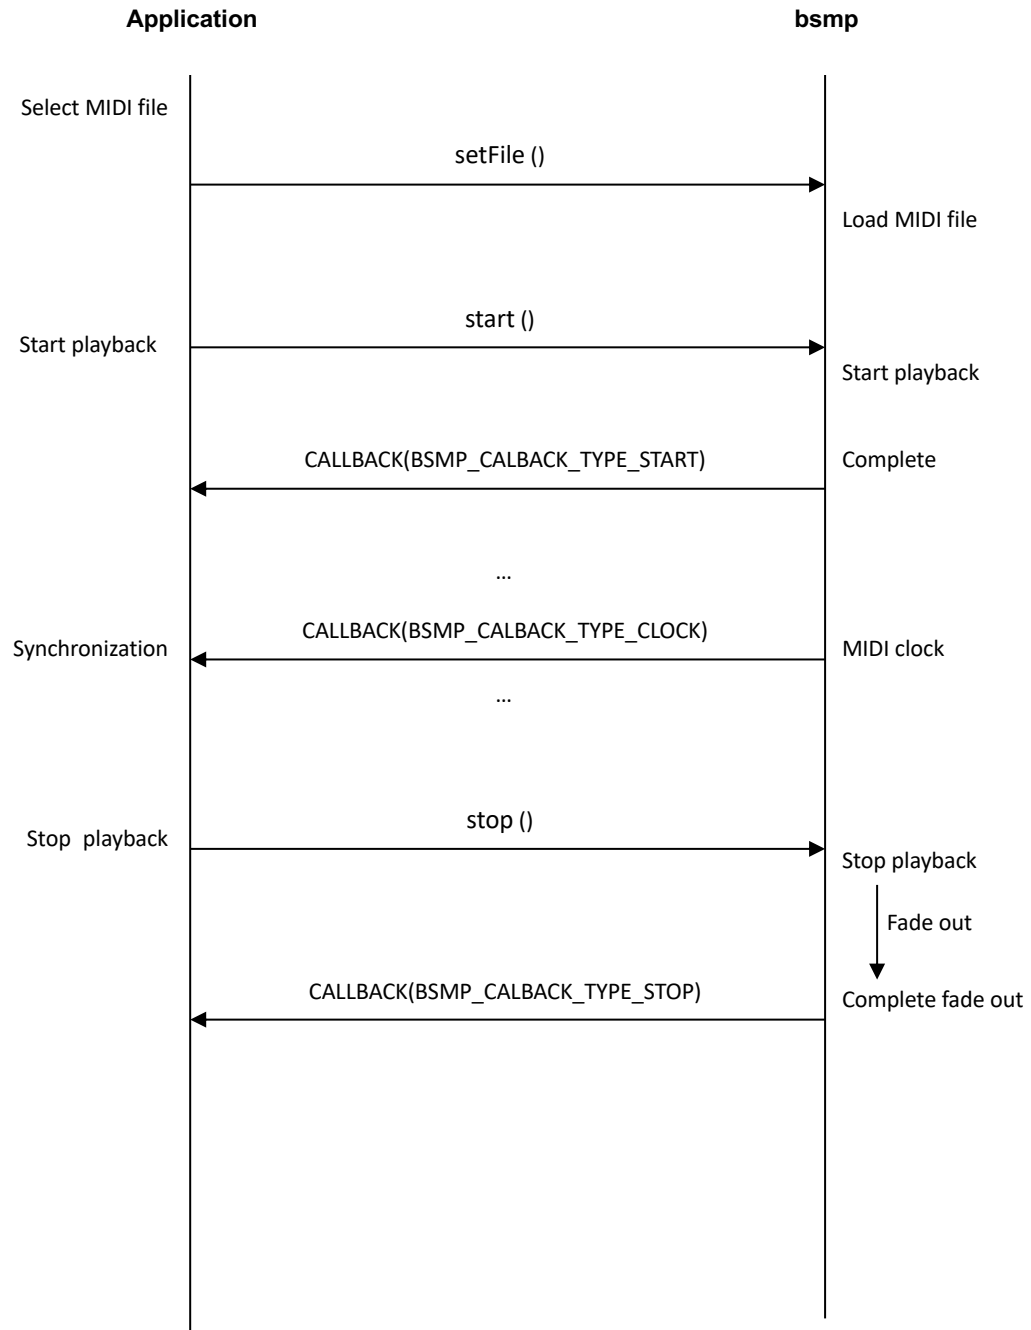 Application
bsmp
Select MIDI file
setFile ()
Load MIDI file
start ()
Start playback
Start playback
CALLBACK(BSMP_CALBACK_TYPE_START)
Complete
...
CALLBACK(BSMP_CALBACK_TYPE_CLOCK)
Synchronization
MIDI clock
...
stop ()
Stop  playback
Stop playback
Fade out
CALLBACK(BSMP_CALBACK_TYPE_STOP)
Complete fade out